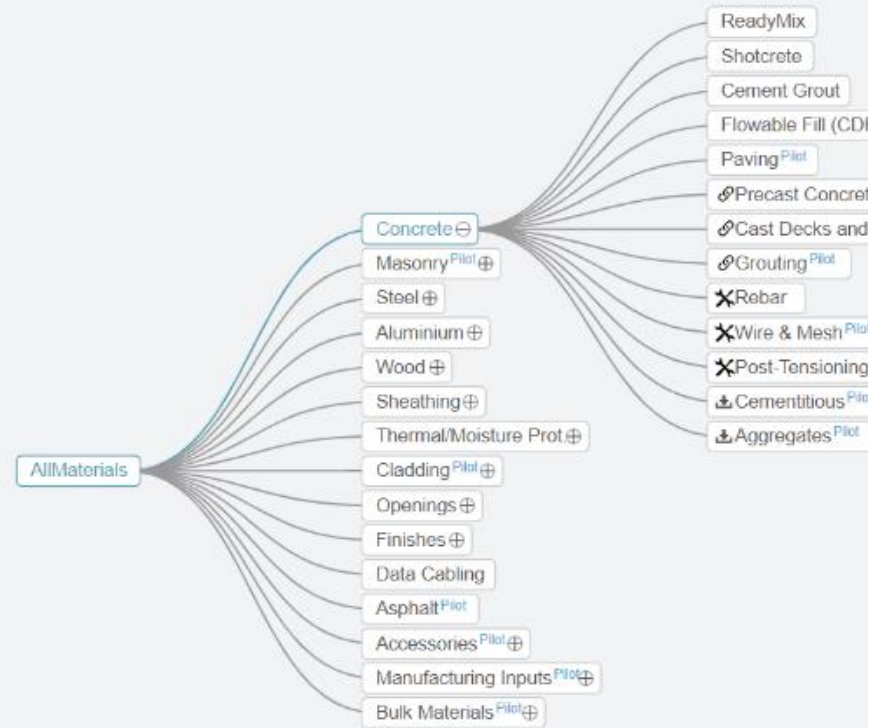 ReadyMix
Shotcrete
Cement Grout
Flowable Fill
Paving Pilot
Precast
Cast Decks and
Concrete
Grouting Pilot
Masonry Pilot
Steel
Rebar
Aluminium
Wire & Mesh Pilot
Wood
Post-Tensioning
Sheathing
Cementitious Pilot
Thermal/Moisture Prot
Aggregates Pilot
AllMaterials
Cladding Pilot
Openings
Finishes
Data Cabling
Asphalt Pilot
Accessories Pilot
Manufacturing Inputs Pilot
Bulk Materials Pilot